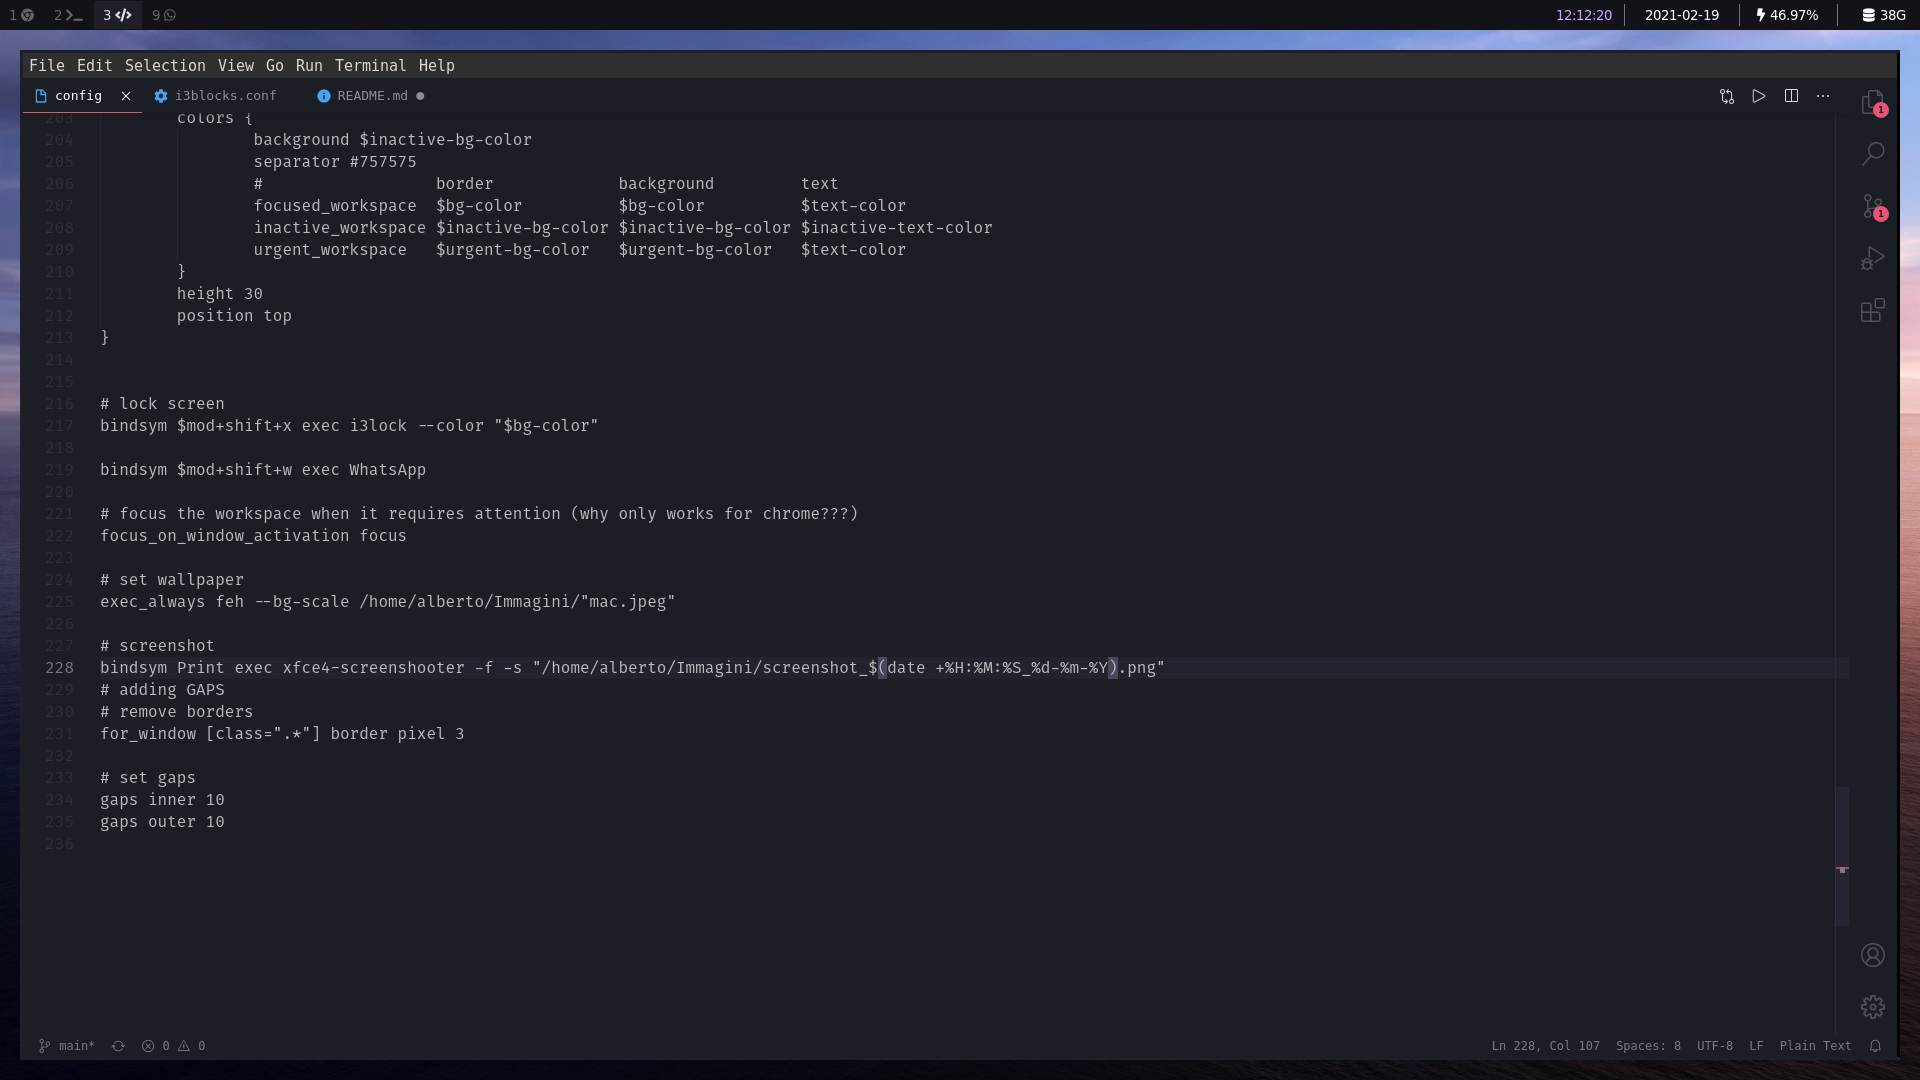 1 2 3 9 12:12:20 2021-02-19 46.97% 38G
File Edit Selection View Go Run Terminal Help
config i3blocks.conf README.md
203 colors {
204 background $inactive-bg-color
205 separator #757575
206 # border background text
207 focused_workspace $bg-color $bg-color $text-color
208 inactive_workspace $inactive-bg-color $inactive-bg-color $inactive-text-color
209 urgent_workspace $urgent-bg-color $urgent-bg-color $text-color
210 }
211 height 30
212 position top
213 }
214
215
216 # lock screen
217 bindsym $mod+shift+x exec i3lock --color "$bg-color"
218
219 bindsym $mod+shift+w exec WhatsApp
220
221 # focus the workspace when it requires attention (why only works for chrome???)
222 focus_on_window_activation focus
223
224 # set wallpaper
225 exec_always feh --bg-scale /home/alberto/Immagini/"mac.jpeg"
226
227 # screenshot
228 bindsym Print exec xfce4-screenshooter -f -s "/home/alberto/Immagini/screenshot_$(date +%H:%M:%S_%d-%m-%Y).png"
229 # adding GAPS
230 # remove borders
231 for_window [class=".*"] border pixel 3
232
233 # set gaps
234 gaps inner 10
235 gaps outer 10
236
1
1
main* 0 0 Ln 228, Col 107 Spaces: 8 UTF-8 LF Plain Text